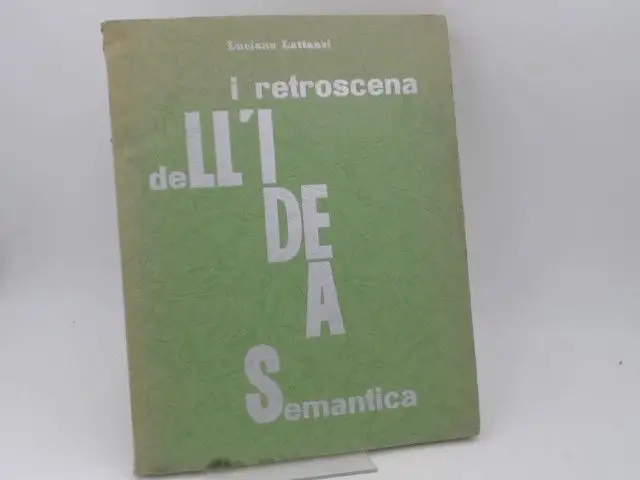 Luciano Lattanzi
i retroscena
deLL'I
DE
A
Semantica